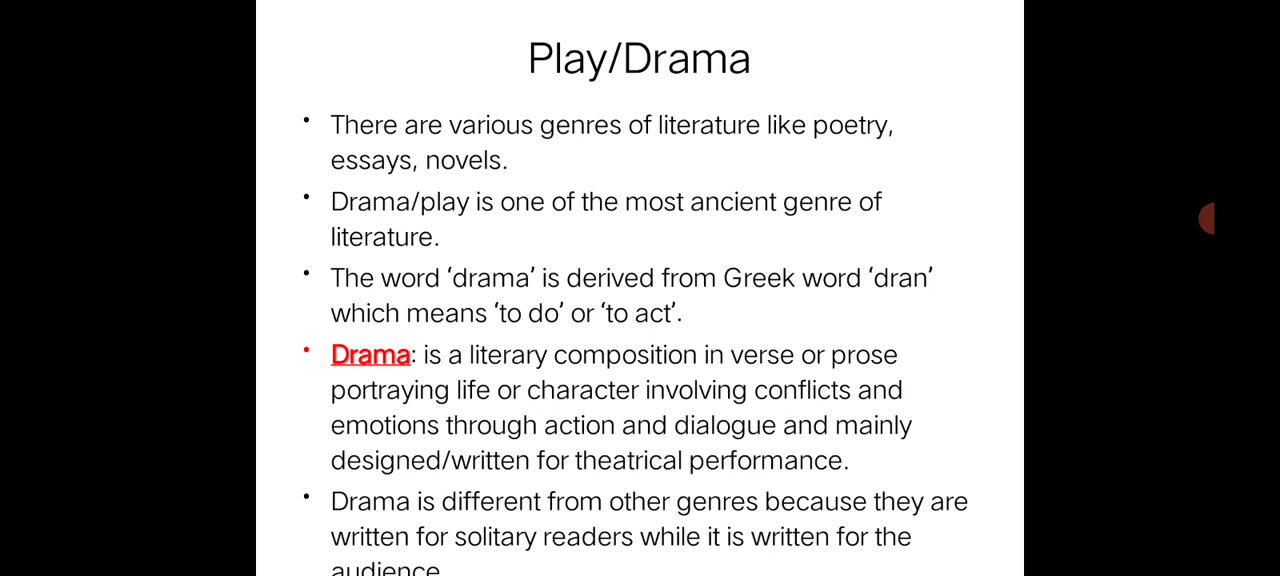 Play/Drama
• There are various genres of literature like poetry,
essays, novels.
• Drama/play is one of the most ancient genre of
literature.
• The word ‘drama’ is derived from Greek word ‘dran’
which means ‘to do’ or ‘to act’.
• Drama: is a literary composition in verse or prose
portraying life or character involving conflicts and
emotions through action and dialogue and mainly
designed/written for theatrical performance.
• Drama is different from other genres because they are
written for solitary readers while it is written for the
audience